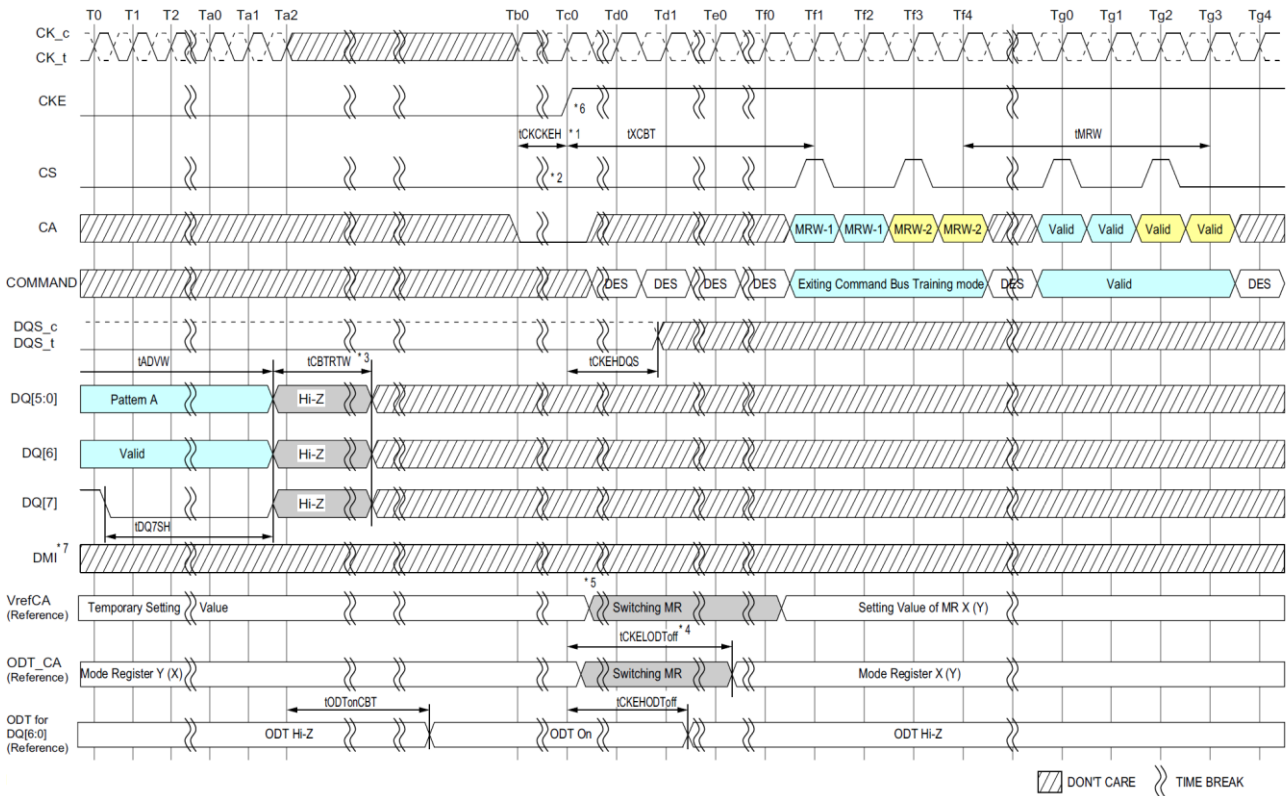 T0 T1 T2 Ta0 Ta1 Ta2 Tb0 Tc0 Td0 Td1 Te0 Tf0 Tf1 Tf2 Tf3 Tf4 Tg0 Tg1 Tg2 Tg3 Tg4
CK_c
CK_t
CKE
*6
tCKCKEH *1 tXCBT tMRW
CS
*2
CA MRW-1 MRW-1 MRW-2 MRW-2 Valid Valid Valid Valid
COMMAND DES DES DES DES Exiting Command Bus Training mode DES Valid DES
DQS_c
DQS_t
tADVW tCBTRTW *3 tCKEHDQS
DQ[5:0] Pattern A Hi-Z
DQ[6] Valid Hi-Z
DQ[7] Hi-Z
tDQ7SH
DMI *7
*5
VrefCA
(Reference)
Temporary Setting Value Switching MR Setting Value of MR X (Y)
tCKELODToff *4
ODT_CA
(Reference)
Mode Register Y (X) Switching MR Mode Register X (Y)
tODTonCBT tCKEHODToff
ODT for
DQ[6:0]
(Reference)
ODT Hi-Z ODT On ODT Hi-Z
DON'T CARE TIME BREAK